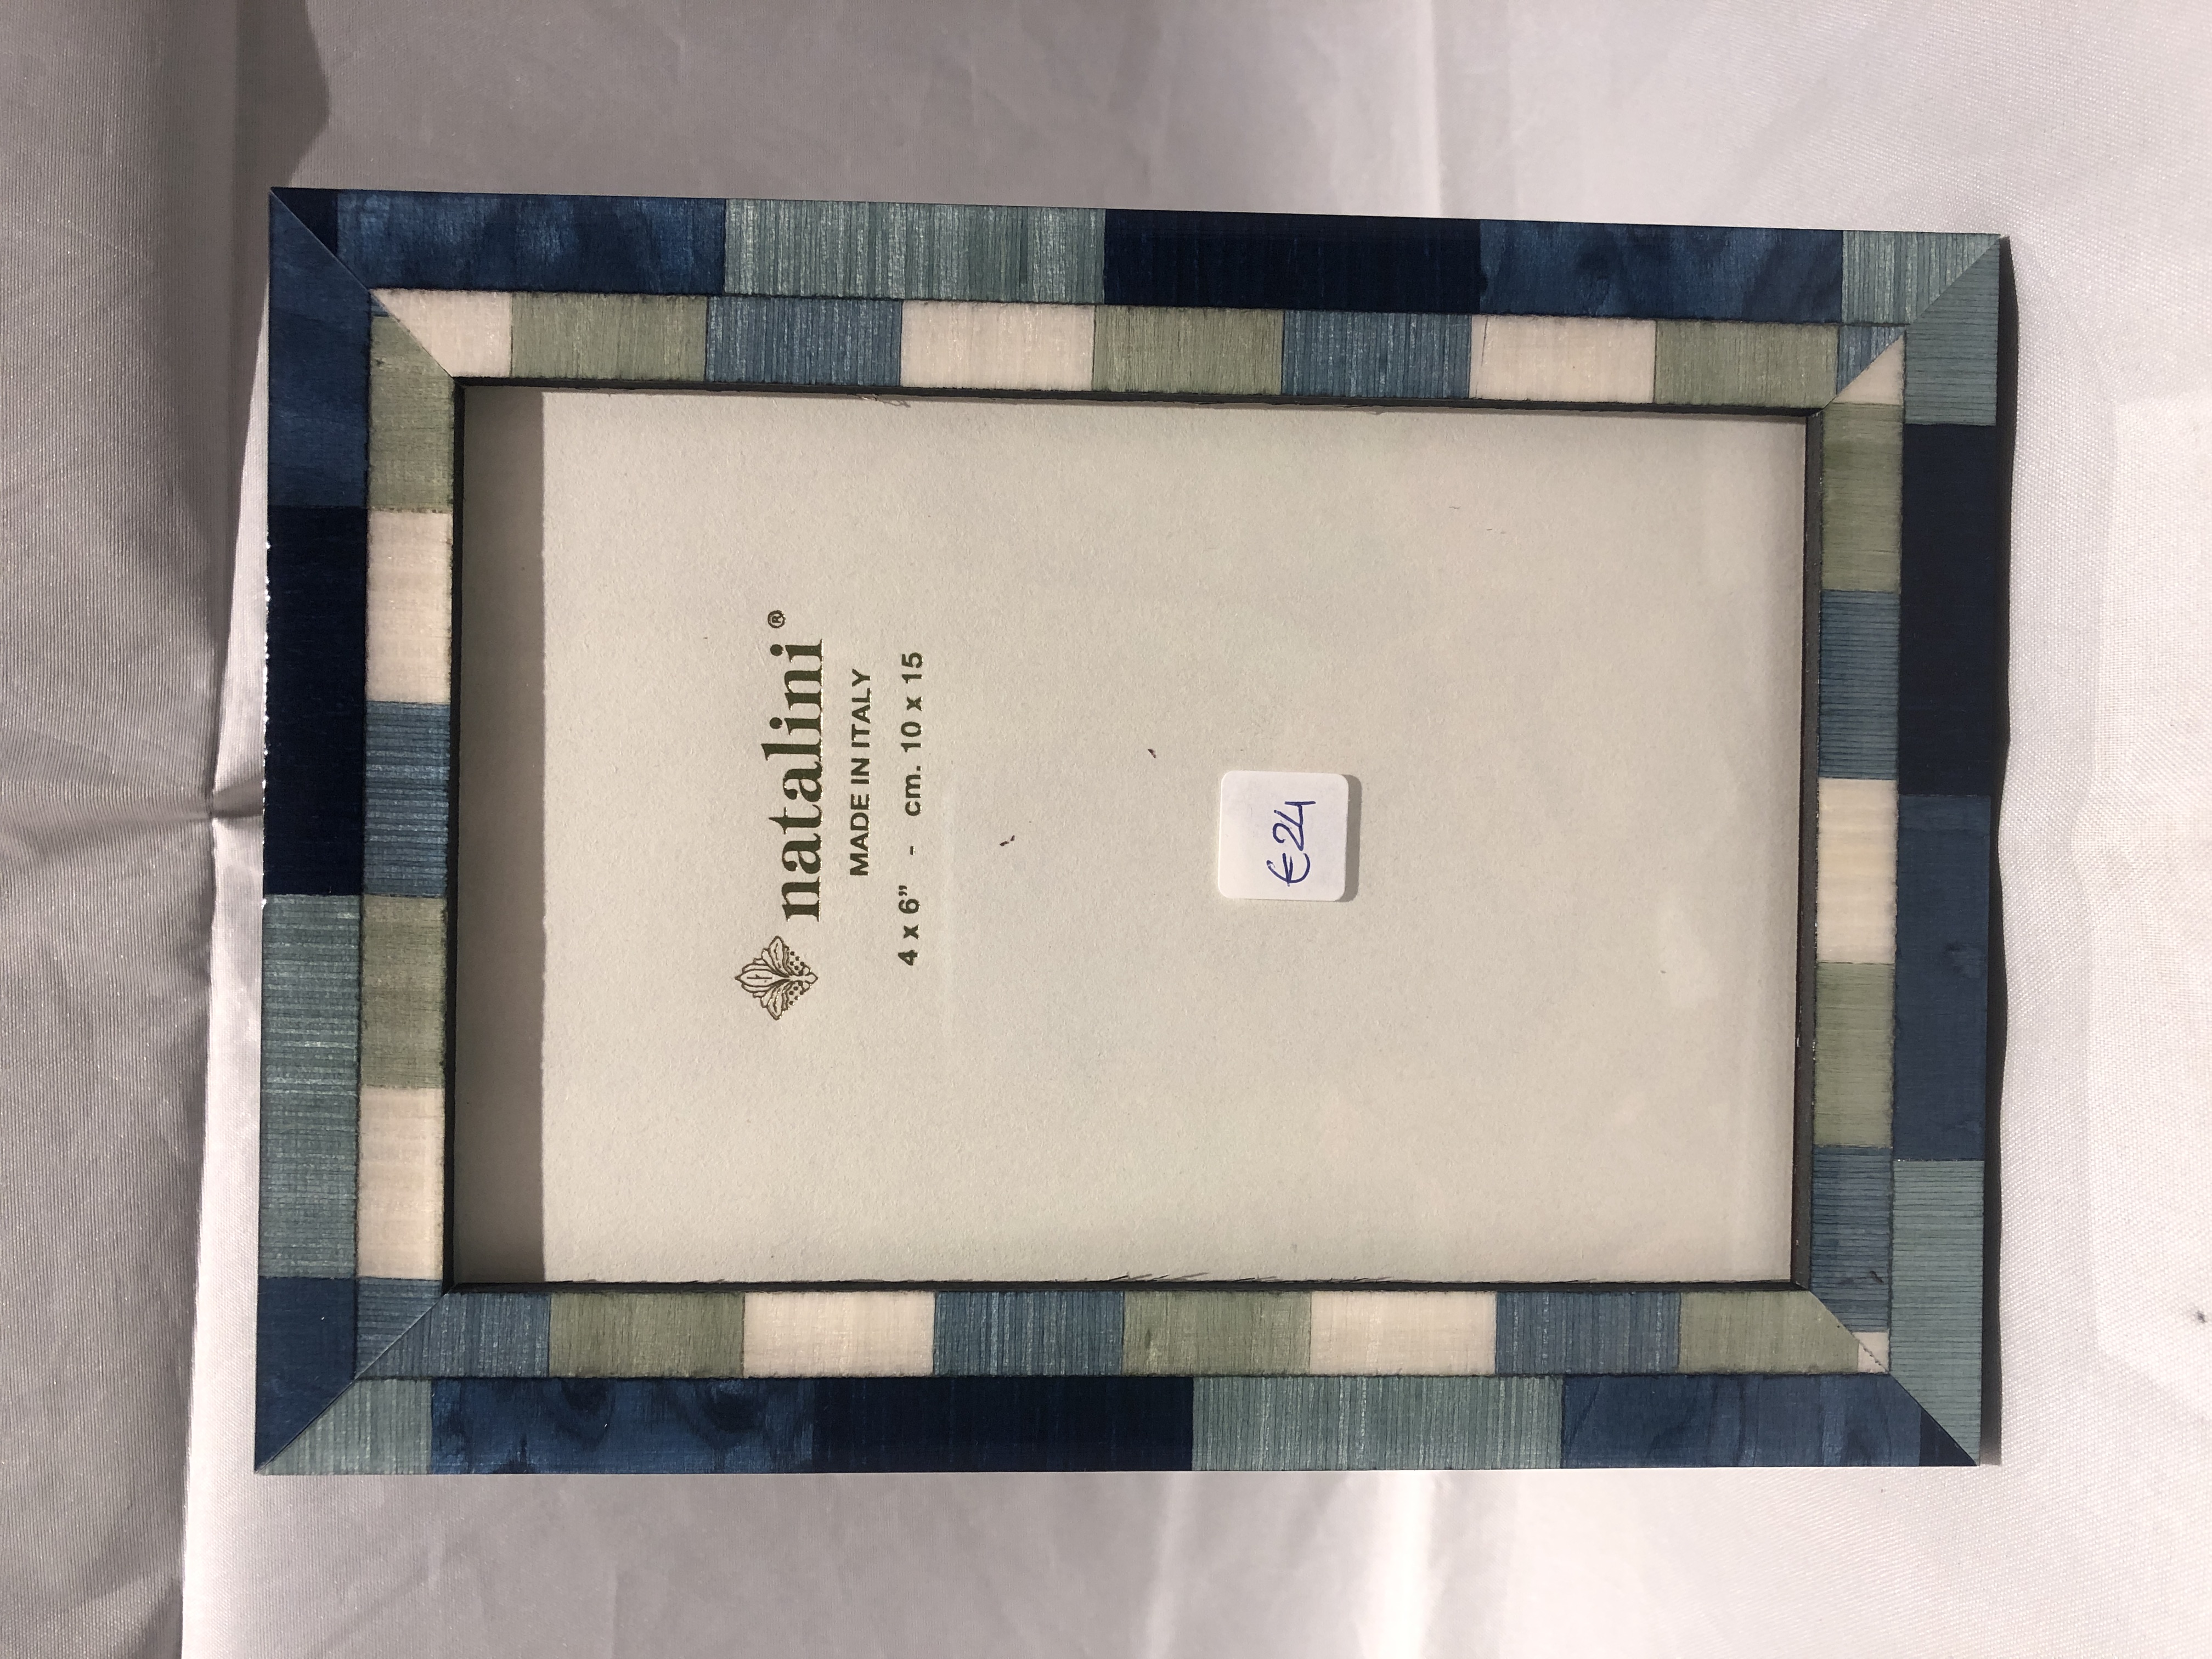 natalini®
MADE IN ITALY
4 x 6” - cm. 10 x 15
€24